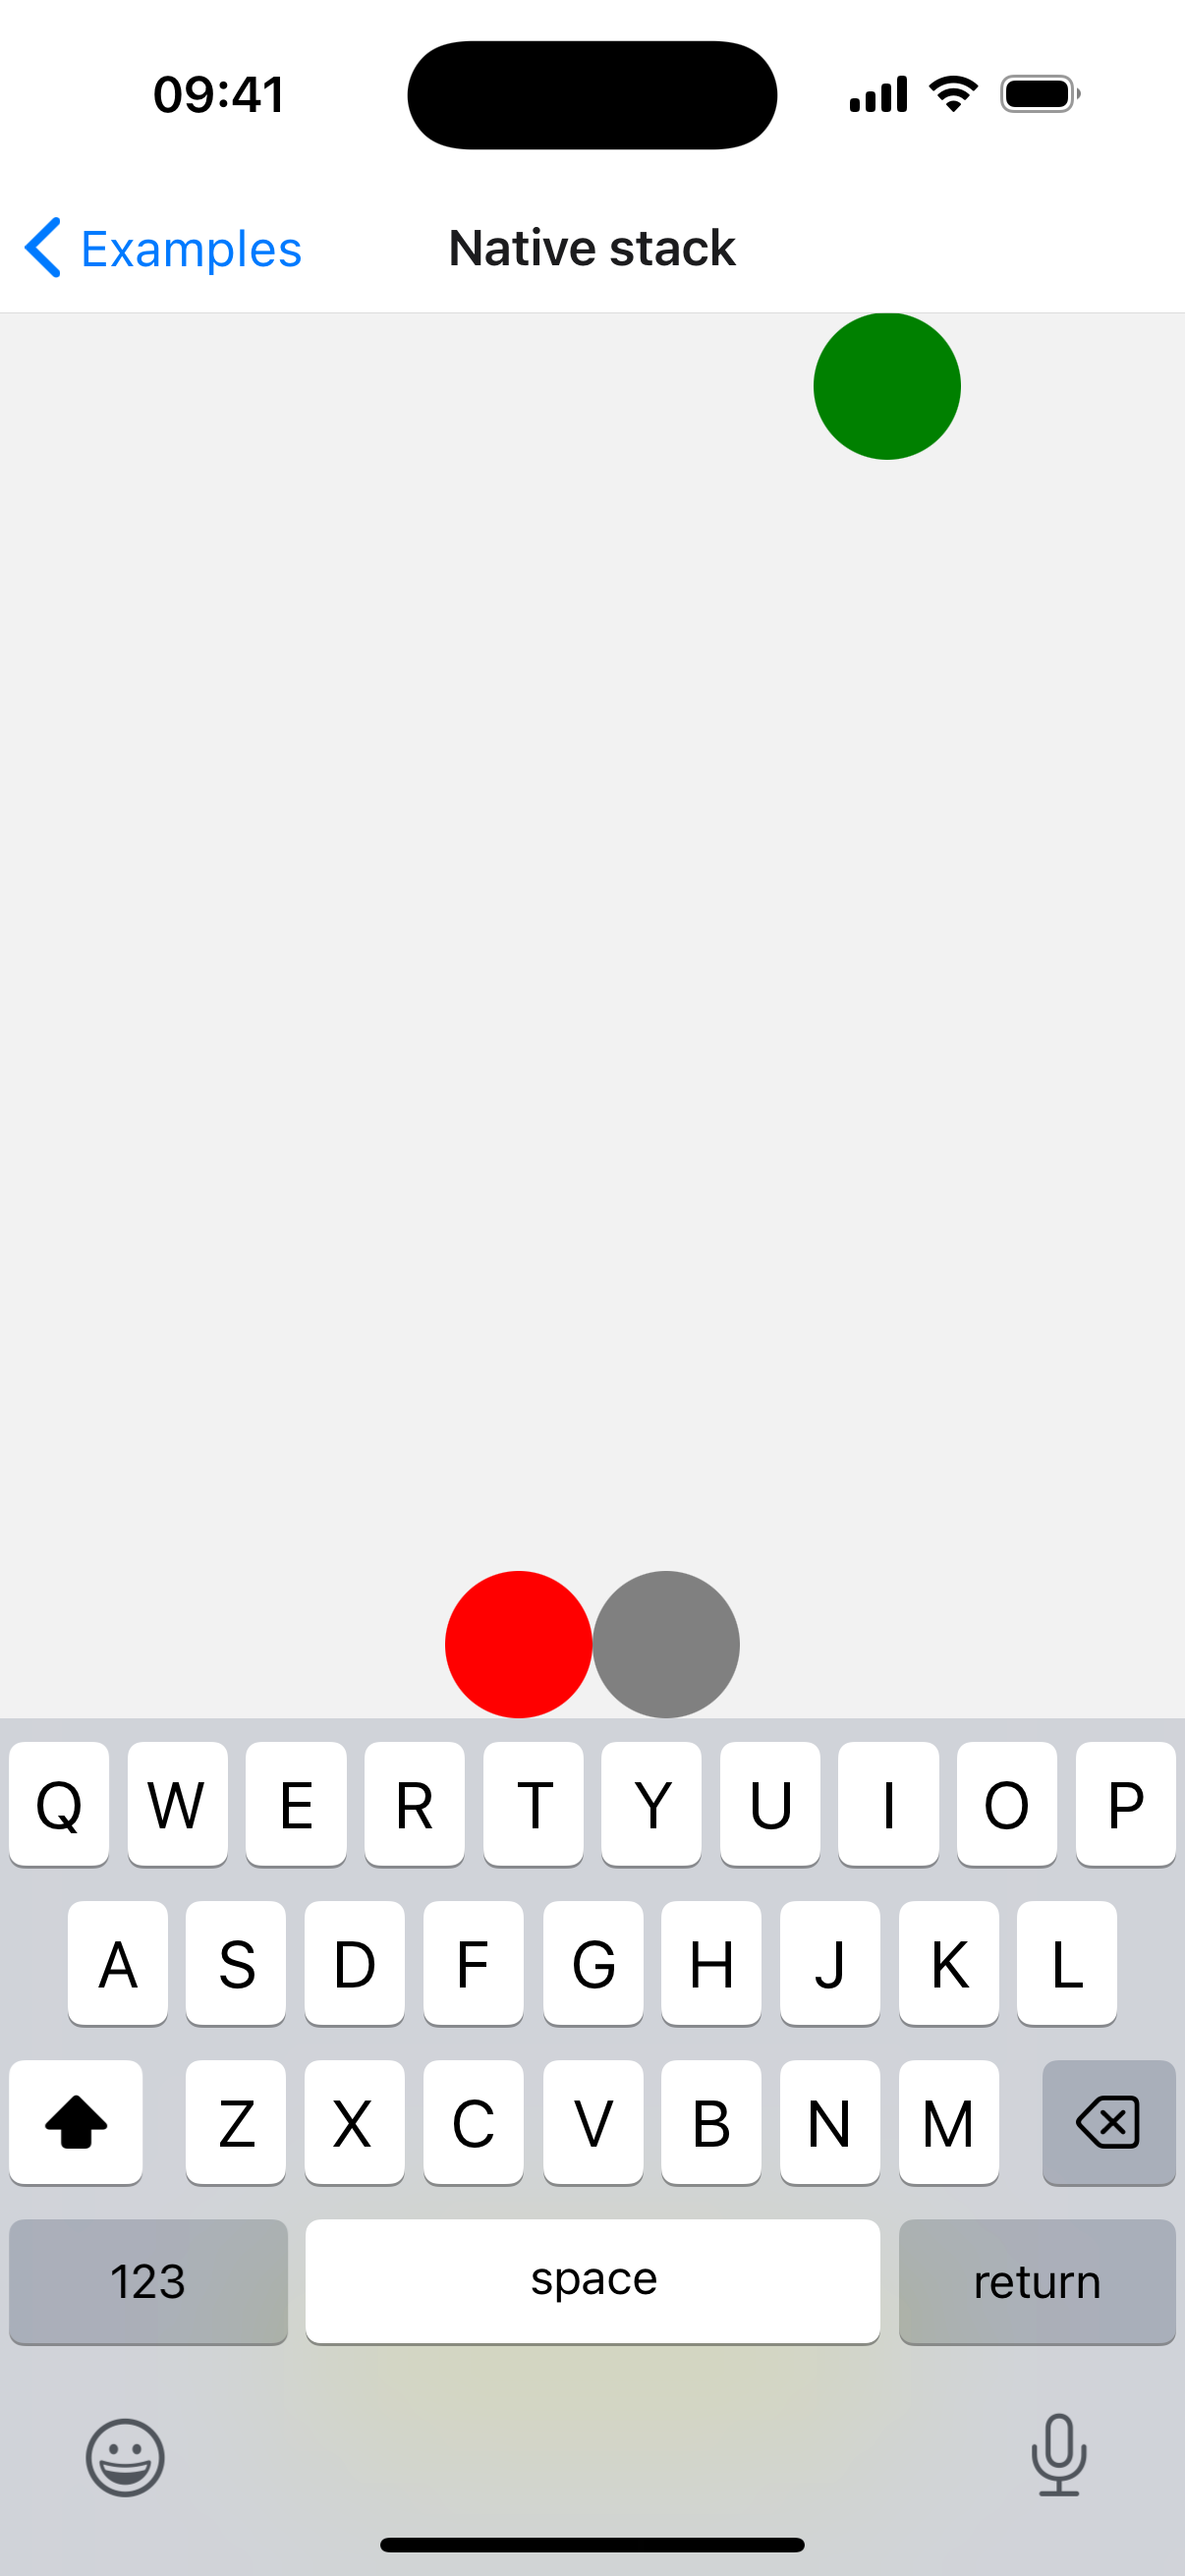 09:41
Examples
Native stack
Q W E R T Y U I O P
A S D F G H J K L
Z X C V B N M
123 space return